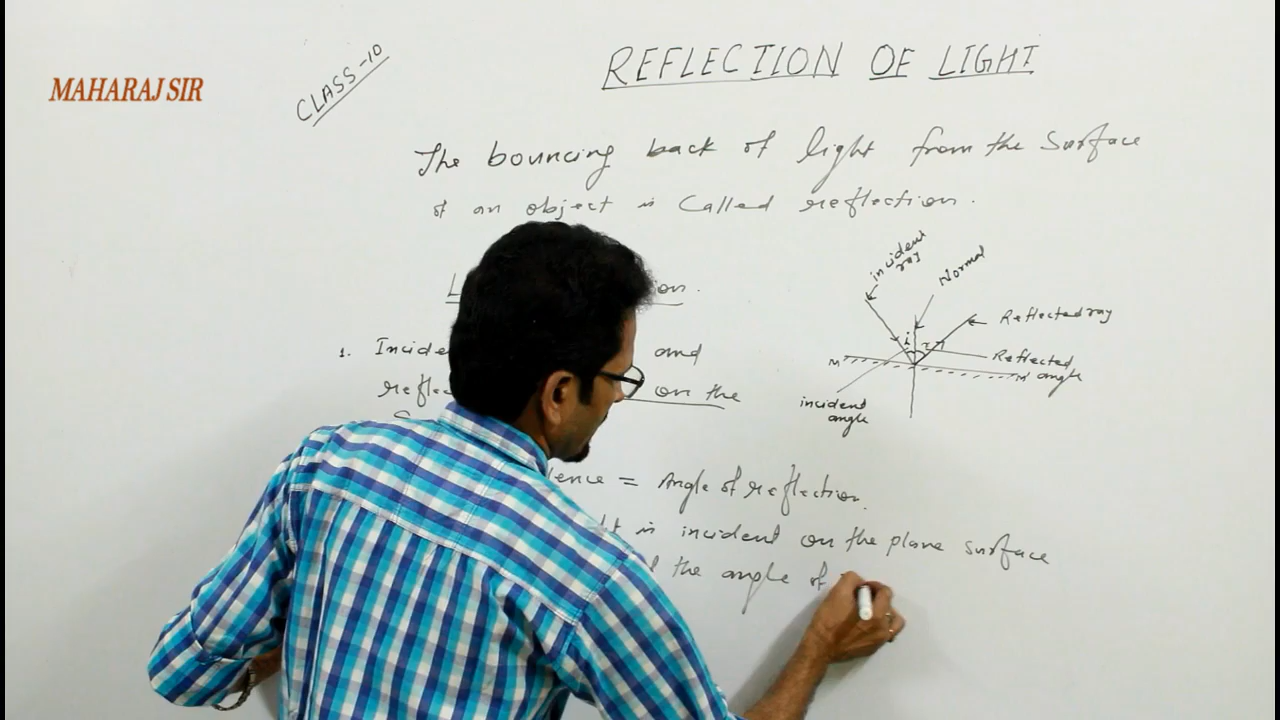 MAHARAJ SIR
CLASS-10
REFLECTION OF LIGHT
The bouncing back of light from the surface
of an object is called reflection.
incident
ray
Normal
Reflected ray
i r
Reflected
angle
M M'
incident
angle
1. Incide and
reflec on the
dence = Angle of reflection.
is incident on the plane surface
the angle of